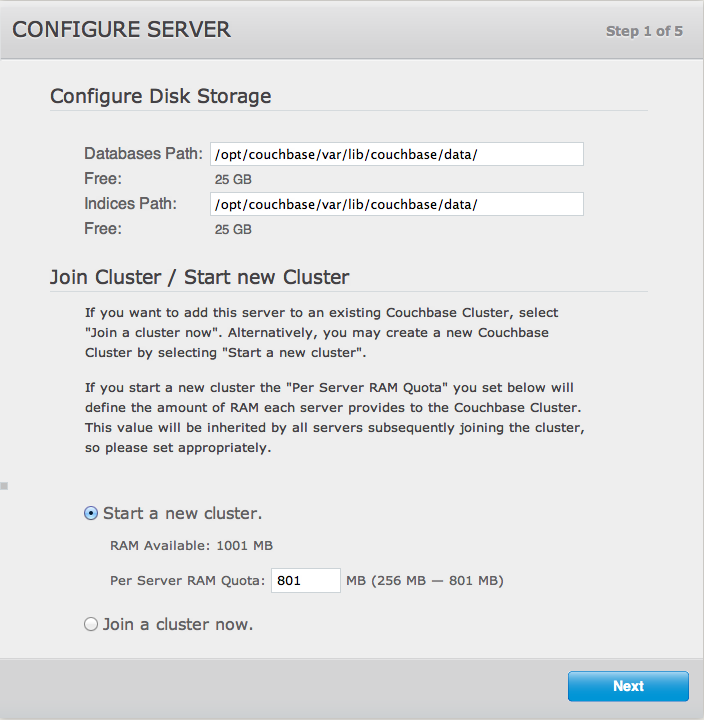 CONFIGURE SERVER
Step 1 of 5
Configure Disk Storage
Databases Path: /opt/couchbase/var/lib/couchbase/data/
Free: 25 GB
Indices Path: /opt/couchbase/var/lib/couchbase/data/
Free: 25 GB
Join Cluster / Start new Cluster
If you want to add this server to an existing Couchbase Cluster, select
"Join a cluster now". Alternatively, you may create a new Couchbase
Cluster by selecting "Start a new cluster".
If you start a new cluster the "Per Server RAM Quota" you set below will
define the amount of RAM each server provides to the Couchbase Cluster.
This value will be inherited by all servers subsequently joining the cluster,
so please set appropriately.
Start a new cluster.
RAM Available: 1001 MB
Per Server RAM Quota: 801 MB (256 MB — 801 MB)
Join a cluster now.
Next